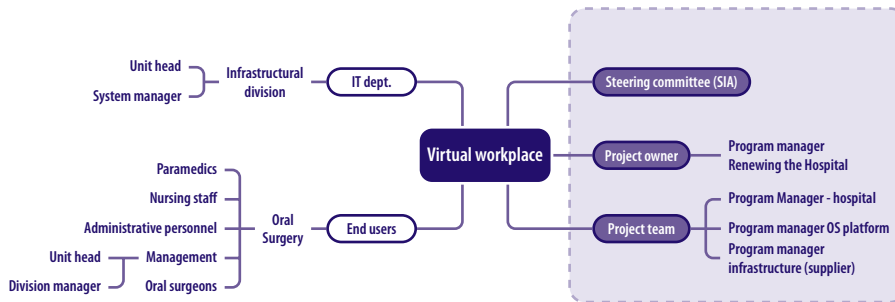 Unit head
System manager
Infrastructural
division
IT dept.
Steering committee (SIA)
Virtual workplace
Project owner
Program manager
Renewing the Hospital
Paramedics
Nursing staff
Administrative personnel
Unit head
Management
Division manager
Oral surgeons
Oral
Surgery
End users
Project team
Program Manager - hospital
Program manager OS platform
Program manager
infrastructure (supplier)